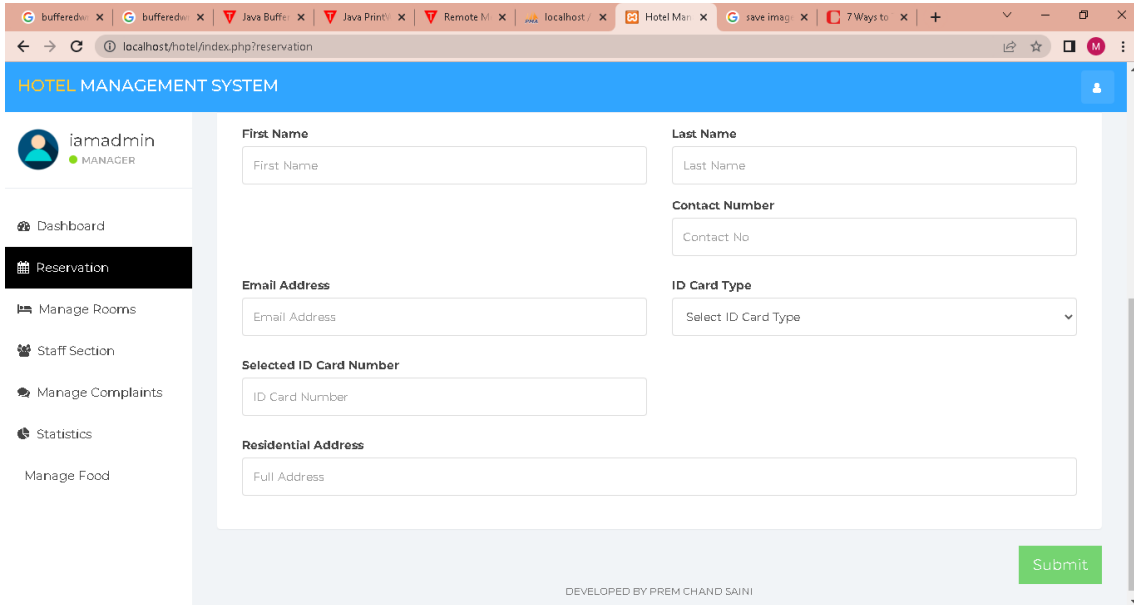 bufferedw
bufferedw
Java Buffe
Java Print
Remote M
localhost /
Hotel Man
save image
7 Ways to
localhost/hotel/index.php?reservation
M
HOTEL MANAGEMENT SYSTEM
iamadmin
MANAGER
Dashboard
Reservation
Manage Rooms
Staff Section
Manage Complaints
Statistics
Manage Food
First Name
Last Name
First Name
Last Name
Contact Number
Contact No
Email Address
ID Card Type
Email Address
Select ID Card Type
Selected ID Card Number
ID Card Number
Residential Address
Full Address
Submit
DEVELOPED BY PREM CHAND SAINI